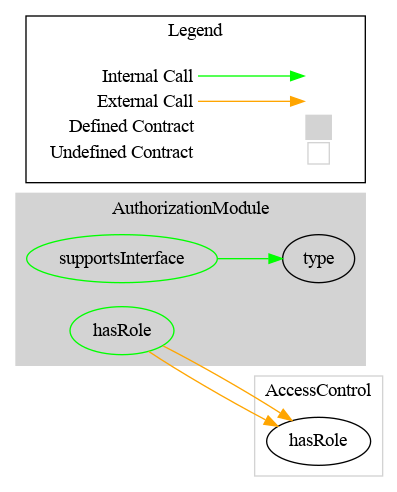 Legend
Internal Call
External Call
Defined Contract
Undefined Contract
AuthorizationModule
supportsInterface
type
hasRole
AccessControl
hasRole